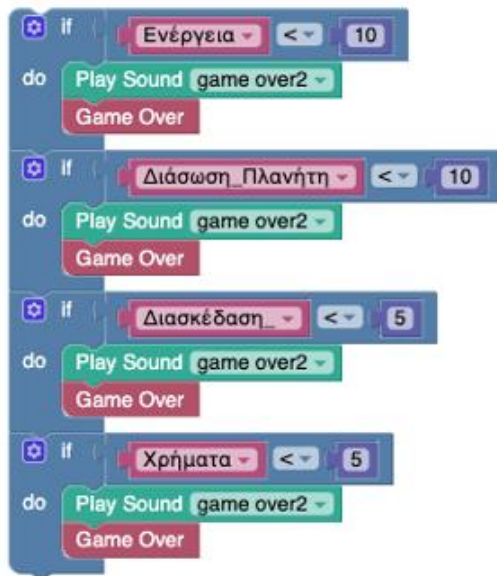 if Ενέργεια < 10
do Play Sound game over2
Game Over
if Διάσωση_Πλανήτη < 10
do Play Sound game over2
Game Over
if Διασκέδαση_ < 5
do Play Sound game over2
Game Over
if Χρήματα < 5
do Play Sound game over2
Game Over